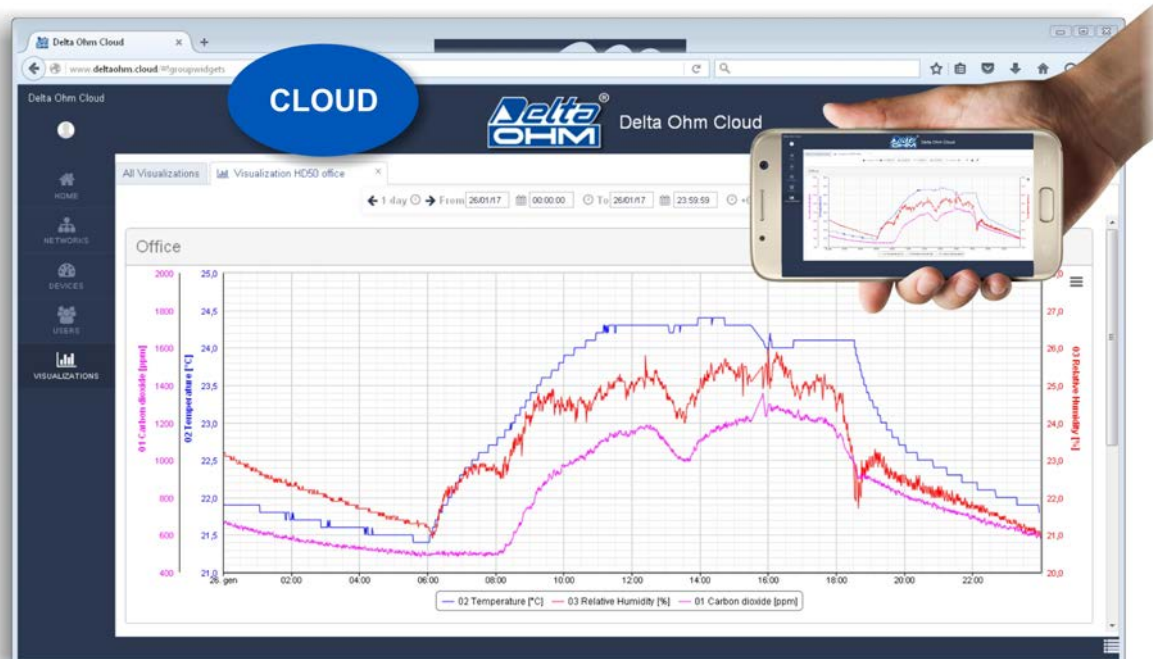 Delta Ohm Cloud
www.deltaohm.cloud/#!groupwidgets
CLOUD
Delta Ohm Cloud
Delta
OHM
®
Delta Ohm Cloud
HOME
NETWORKS
DEVICES
USERS
VISUALIZATIONS
All Visualizations
Visualization HD50 office
1 day
From 26/01/17 00:00:00 To 26/01/17 23:59:59
Office
01 Carbon dioxide [ppm]
2000
1800
1600
1400
1200
1000
800
600
400
02 Temperature [°C]
25,0
24,5
24,0
23,5
23,0
22,5
22,0
21,5
21,0
27,0
26,0
25,0
24,0
23,0
22,0
21,0
20,0
03 Relative Humidity [%]
26. gen 02:00 04:00 06:00 08:00 10:00 12:00 14:00 16:00 18:00 20:00 22:00
02 Temperature [°C] 03 Relative Humidity [%] 01 Carbon dioxide [ppm]